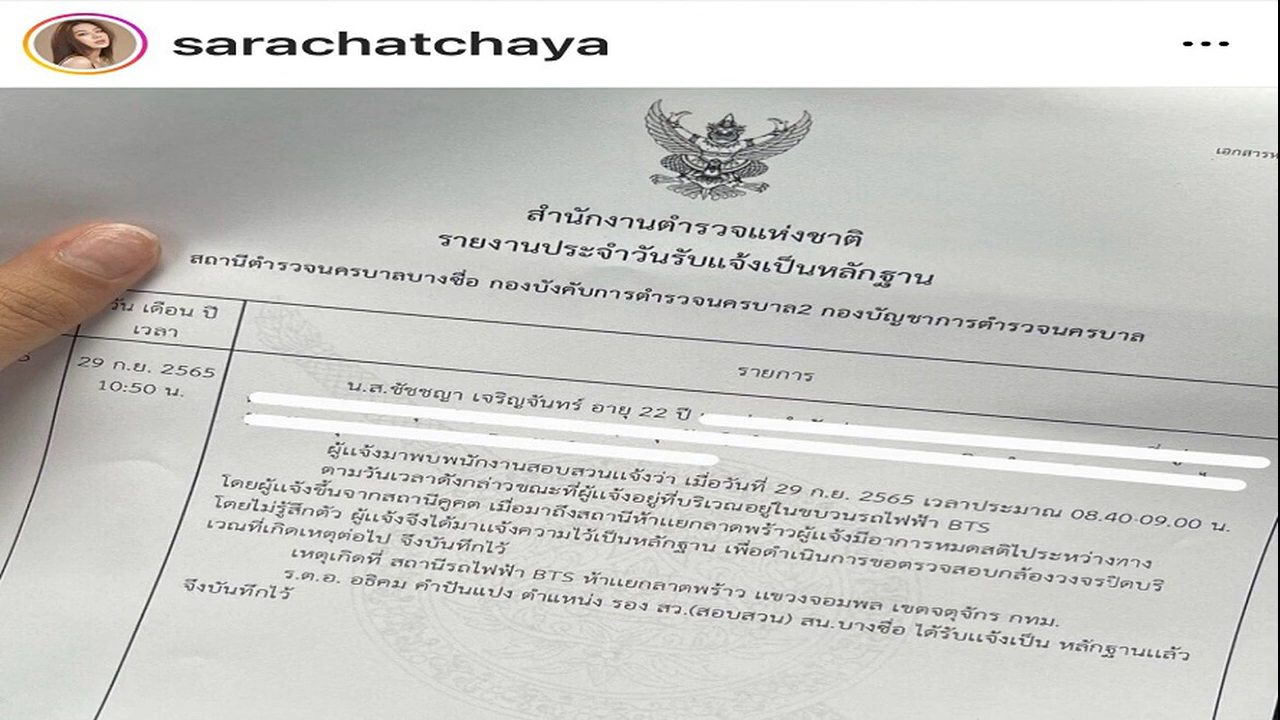 sarachatchaya
เอกสารห
สำนักงานตำรวจแห่งชาติ
รายงานประจำวันรับแจ้งเป็นหลักฐาน
สถานีตำรวจนครบาลบางซื่อ กองบังคับการตำรวจนครบาล2 กองบัญชาการตำรวจนครบาล
วัน เดือน ปี
เวลา
รายการ
29 ก.ย. 2565
10:50 น.
น.ส.ชัชชญา เจริญจันทร์ อายุ 22 ปี
ผู้แจ้งมาพบพนักงานสอบสวนแจ้งว่า เมื่อวันที่ 29 ก.ย. 2565 เวลาประมาณ 08.40-09.00 น.
ตามวันเวลาดังกล่าวขณะที่ผู้แจ้งอยู่ที่บริเวณอยู่ในขบวนรถไฟฟ้า BTS
โดยผู้แจ้งขึ้นจากสถานีคูคต เมื่อมาถึงสถานีห้าแยกลาดพร้าวผู้แจ้งมีอาการหมดสติไประหว่างทาง
โดยไม่รู้สึกตัว ผู้แจ้งจึงได้มาแจ้งความไว้เป็นหลักฐาน เพื่อดำเนินการขอตรวจสอบกล้องวงจรปิดบริ
เวณที่เกิดเหตุต่อไป จึงบันทึกไว้
เหตุเกิดที่ สถานีรถไฟฟ้า BTS ห้าแยกลาดพร้าว แขวงจอมพล เขตจตุจักร กทม.
ร.ต.อ. อธิคม คำปันแปง ตำแหน่ง รอง สว.(สอบสวน) สน.บางซื่อ ได้รับแจ้งเป็น หลักฐานแล้ว
จึงบันทึกไว้